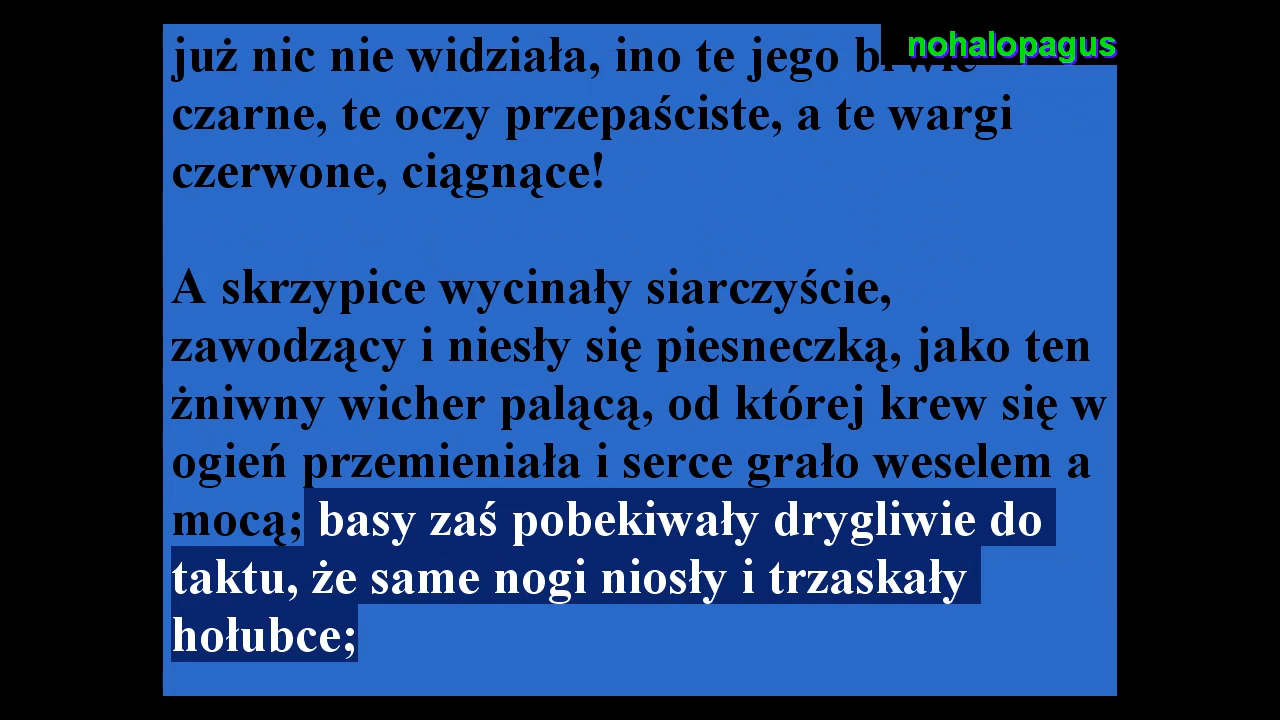 już nic nie widziała, ino te jego
nohalopagus
czarne, te oczy przepaściste, a te wargi
czerwone, ciągnące!
A skrzypice wycinały siarczyście,
zawodzący i niesły się piesneczką, jako ten
żniwny wicher palącą, od której krew się w
ogień przemieniała i serce grało weselem a
mocą; basy zaś pobekiwały drygliwie do
taktu, że same nogi niosły i trzaskały
hołubce;